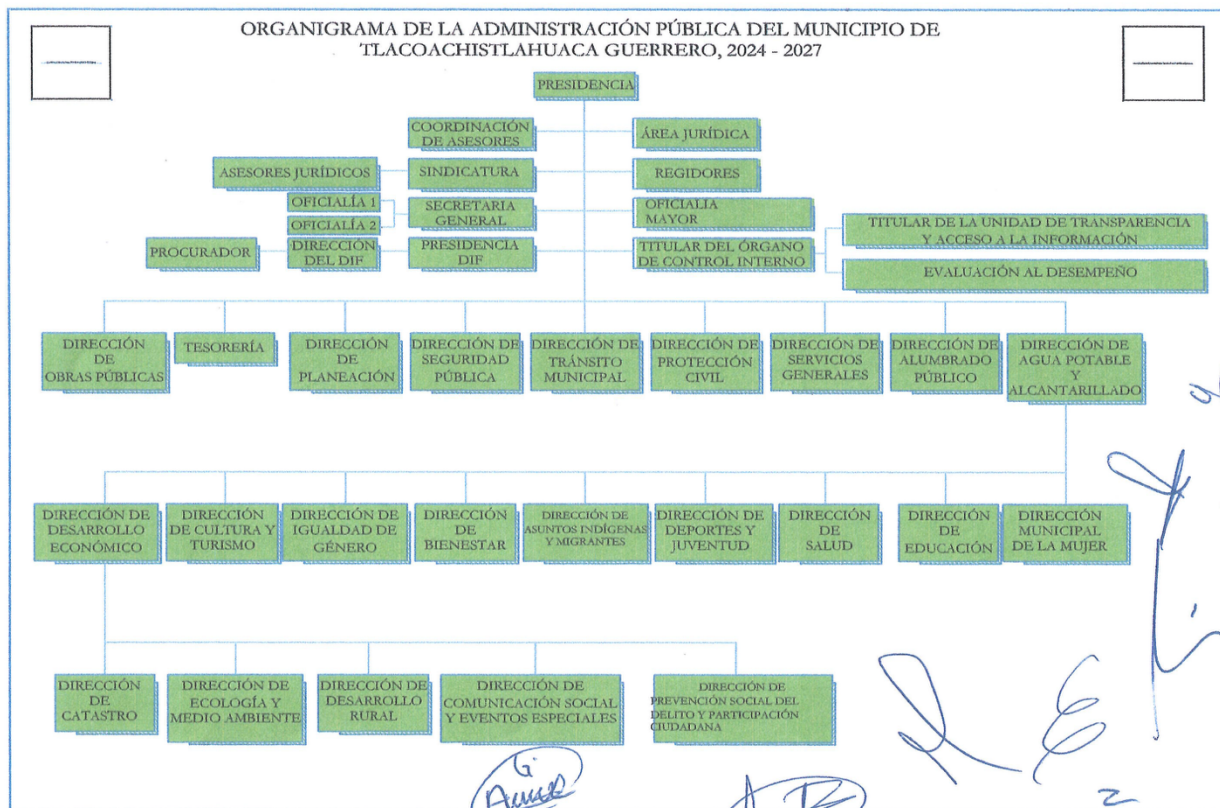 ORGANIGRAMA DE LA ADMINISTRACIÓN PÚBLICA DEL MUNICIPIO DE
TLACOACHISTLAHUACA GUERRERO, 2024 - 2027
PRESIDENCIA
COORDINACIÓN
DE ASESORES
ÁREA JURÍDICA
ASESORES JURÍDICOS
SINDICATURA
REGIDORES
OFICIALÍA 1
OFICIALÍA 2
SECRETARIA
GENERAL
OFICIALIA
MAYOR
PROCURADOR
DIRECCIÓN
DEL DIF
PRESIDENCIA
DIF
TITULAR DEL ÓRGANO
DE CONTROL INTERNO
TITULAR DE LA UNIDAD DE TRANSPARENCIA
Y ACCESO A LA INFORMACIÓN
EVALUACIÓN AL DESEMPEÑO
DIRECCIÓN
DE
OBRAS PÚBLICAS
TESORERÍA
DIRECCIÓN
DE
PLANEACIÓN
DIRECCIÓN DE
SEGURIDAD
PÚBLICA
DIRECCIÓN DE
TRÁNSITO
MUNICIPAL
DIRECCIÓN DE
PROTECCIÓN
CIVIL
DIRECCIÓN DE
SERVICIOS
GENERALES
DIRECCIÓN DE
ALUMBRADO
PÚBLICO
DIRECCIÓN DE
AGUA POTABLE
Y
ALCANTARILLADO
DIRECCIÓN DE
DESARROLLO
ECONÓMICO
DIRECCIÓN
DE CULTURA Y
TURISMO
DIRECCIÓN DE
IGUALDAD DE
GÉNERO
DIRECCIÓN
DE
BIENESTAR
DIRECCIÓN DE
ASUNTOS INDÍGENAS
Y MIGRANTES
DIRECCIÓN DE
DEPORTES Y
JUVENTUD
DIRECCIÓN
DE
SALUD
DIRECCIÓN
DE
EDUCACIÓN
DIRECCIÓN
MUNICIPAL
DE LA MUJER
DIRECCIÓN
DE
CATASTRO
DIRECCIÓN DE
ECOLOGÍA Y
MEDIO AMBIENTE
DIRECCIÓN DE
DESARROLLO
RURAL
DIRECCIÓN DE
COMUNICACIÓN SOCIAL
Y EVENTOS ESPECIALES
DIRECCIÓN DE
PREVENCIÓN SOCIAL DEL
DELITO Y PARTICIPACIÓN
CIUDADANA